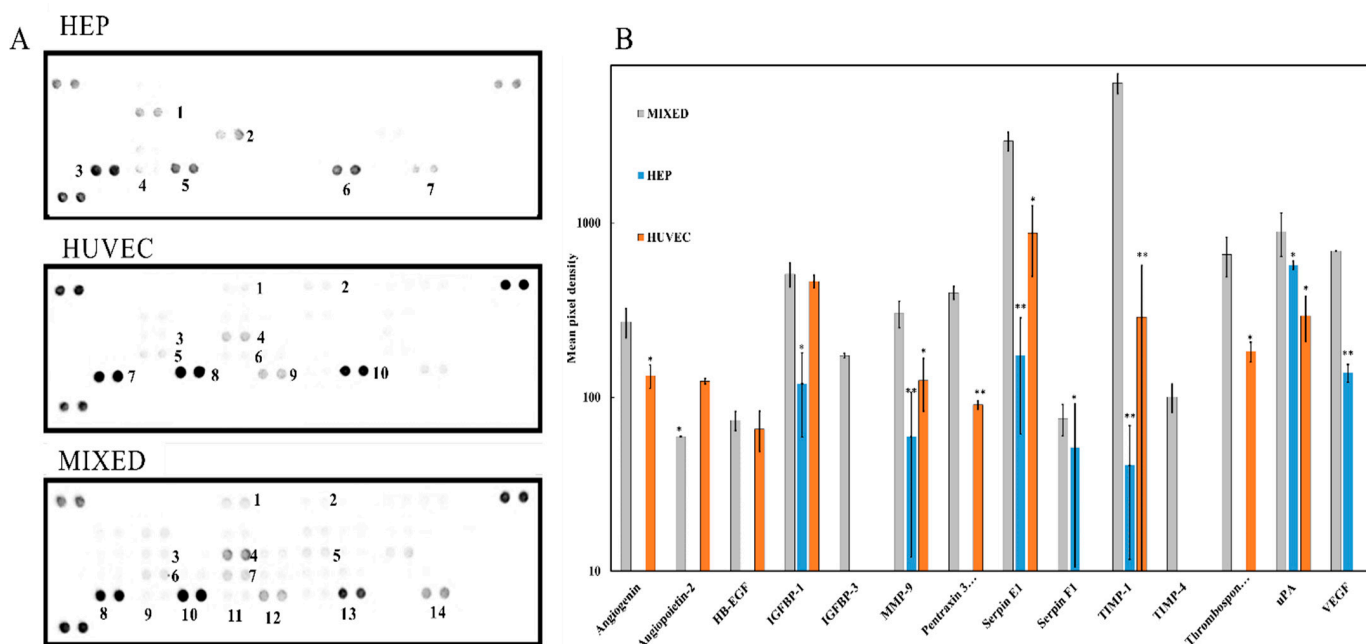 A
HEP
1
2
3
4
5
6
7
HUVEC
1
2
3
4
5
6
7
8
9
10
MIXED
1
2
3
4
5
6
7
8
9
10
11
12
13
14
B
MIXED
HEP
HUVEC
Mean pixel density
1000
100
10
*
*
*
**
*
**
**
*
*
**
**
*
*
*
**
Angiogenin
Angiopoietin-2
HB-EGF
IGFBP-1
IGFBP-3
MMP-9
Pentraxin 3...
Serpin E1
Serpin F1
TIMP-1
TIMP-4
Thrombospon...
uPA
VEGF